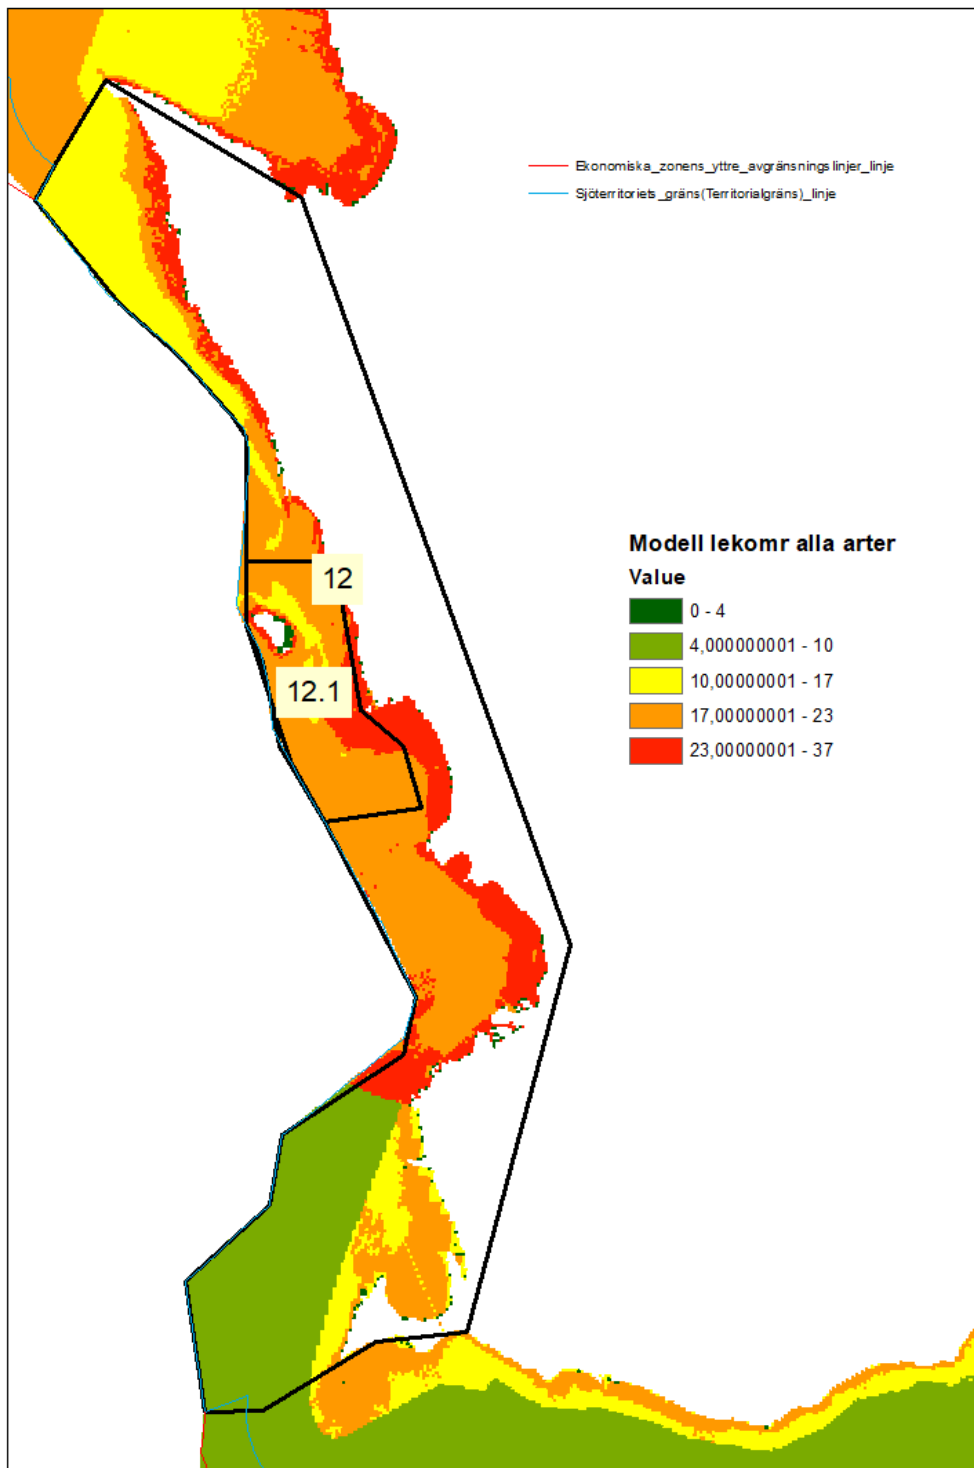 Ekonomiska_zonens_yttre_avgränsningslinjer_linje
Sjöterritoriets_gräns(Territorialgräns)_linje
Modell lekomr alla arter
Value
0 - 4
4,000000001 - 10
10,00000001 - 17
17,00000001 - 23
23,00000001 - 37
12
12.1